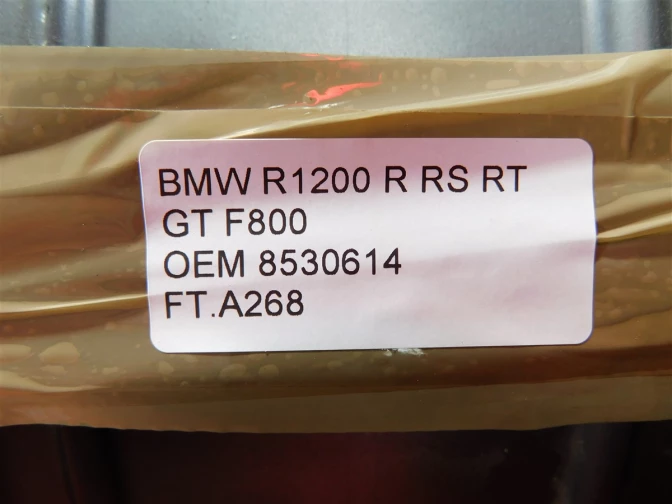 BMW R1200 R RS RT
GT F800
OEM 8530614
FT.A268